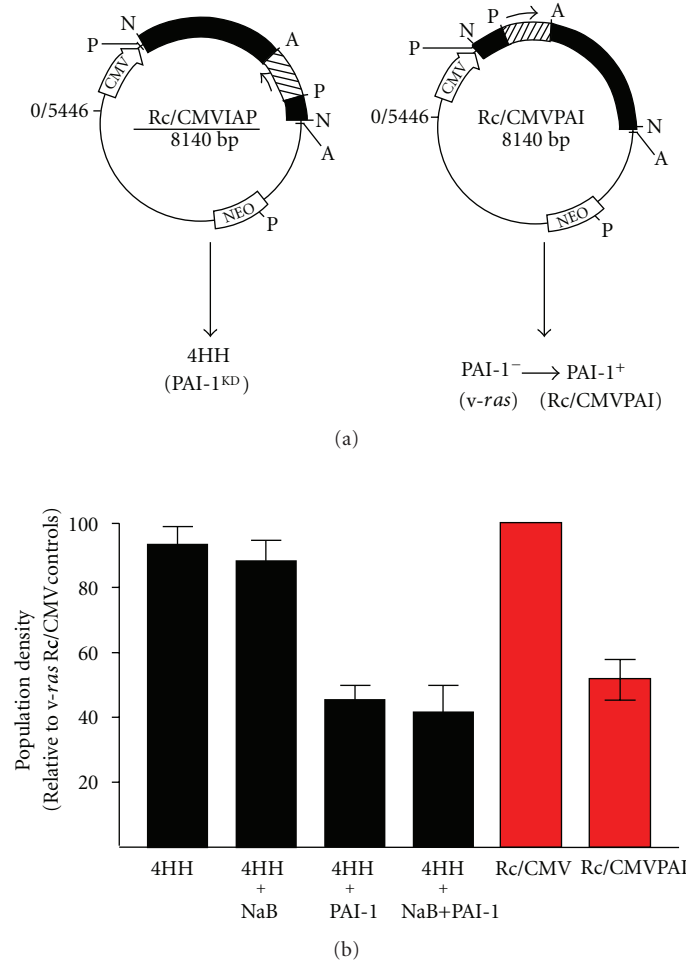 N
P
A
CMV
P
0/5446
Rc/CMVIAP
8140 bp
N
A
NEO
P
4HH
(PAI-1ᴷᴰ)
P
A
N
P
CMV
0/5446
Rc/CMVPAI
8140 bp
N
A
NEO
P
PAI-1⁻ → PAI-1⁺
(v-ras) (Rc/CMVPAI)
(a)
Population density
(Relative to v-ras Rc/CMV controls)
100
80
60
40
20
4HH
4HH
+
NaB
4HH
+
PAI-1
4HH
+
NaB+PAI-1
Rc/CMV
Rc/CMVPAI
(b)